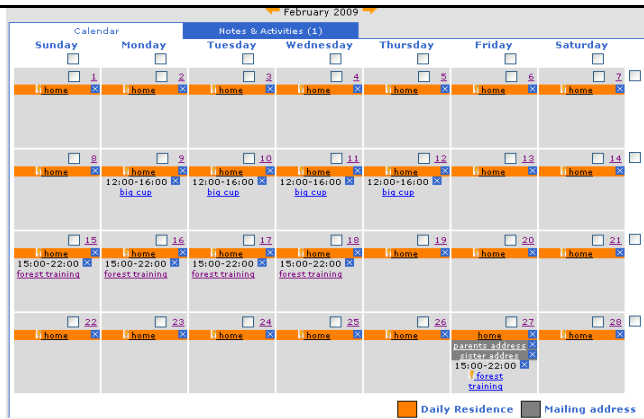 February 2009
Calendar Notes & Activities (1)
Sunday Monday Tuesday Wednesday Thursday Friday Saturday
1 2 3 4 5 6 7
home home home home home home home
8 9 10 11 12 13 14
home home home home home home home
12:00-16:00 12:00-16:00 12:00-16:00 12:00-16:00
big cup big cup big cup big cup
15 16 17 18 19 20 21
home home home home home home home
15:00-22:00 15:00-22:00 15:00-22:00 15:00-22:00
forest training forest training forest training forest training
22 23 24 25 26 27 28
home home home home home home home
parents address
sister addres
15:00-22:00
forest
training
Daily Residence Mailing address